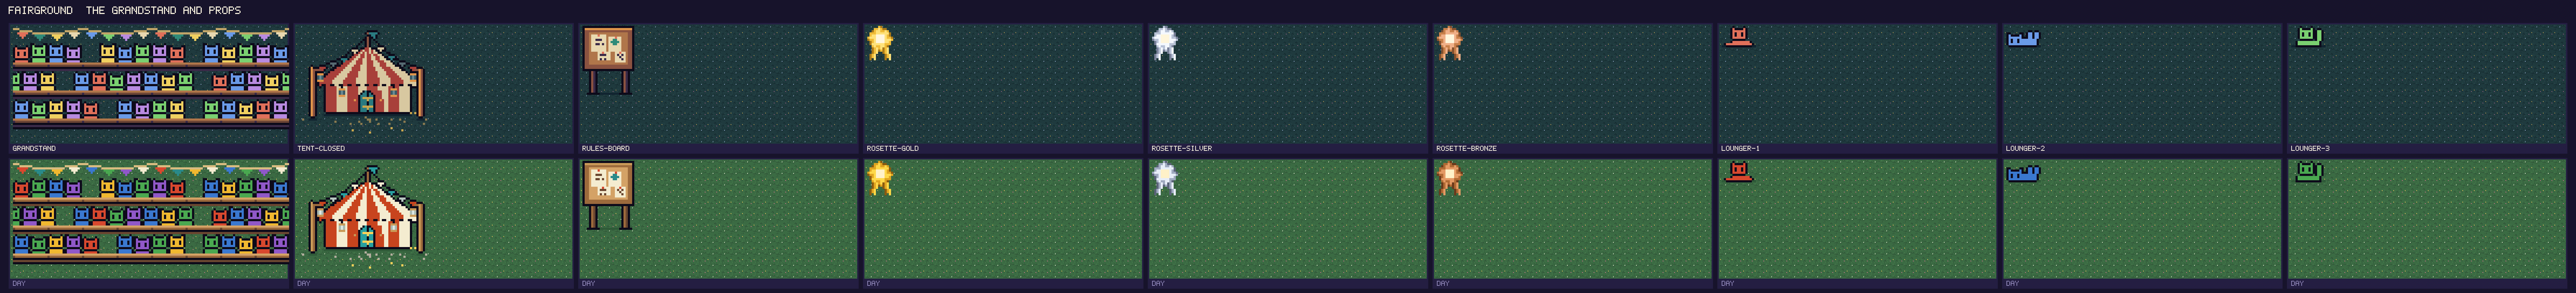 FAIRGROUND  THE GRANDSTAND AND PROPS
GRANDSTAND
TENT-CLOSED
RULES-BOARD
ROSETTE-GOLD
ROSETTE-SILVER
ROSETTE-BRONZE
LOUNGER-1
LOUNGER-2
LOUNGER-3
DAY
DAY
DAY
DAY
DAY
DAY
DAY
DAY
DAY